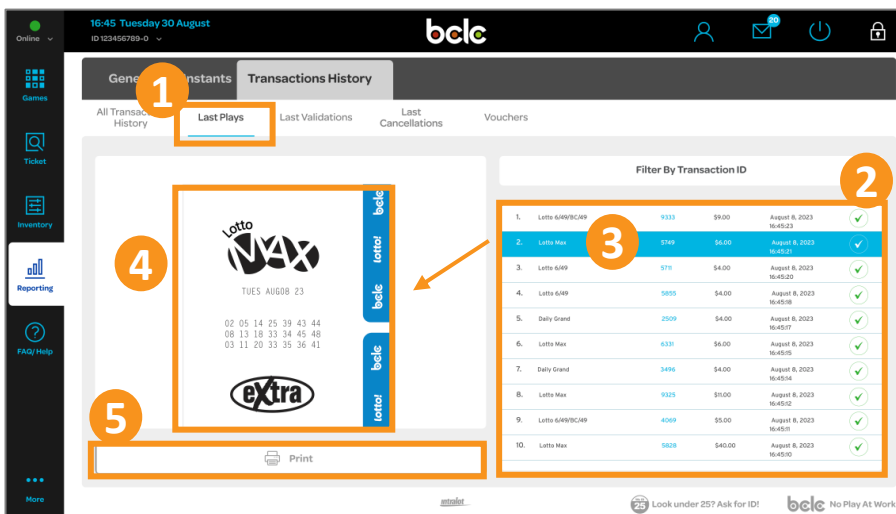 Online
16:45 Tuesday 30 August
ID 123456789-0
bclc
20
Games
Ticket
Inventory
Reporting
FAQ/Help
More
Instants
Transactions History
1
All
History
Last Plays
Last Validations
Last
Cancellations
Vouchers
Filter By Transaction ID
2
3
4
5
Lotto
MAX
TUES AUG08 23
02 05 14 25 39 43 44
08 13 18 33 34 45 48
03 11 20 33 35 36 41
extra
bclc
lotto!
bclc
bclc
lotto!
Print
1. Lotto 6/49/BC/49 9333 $9.00 August 8, 2023
16:45:23
2. Lotto Max 5749 $6.00 August 8, 2023
16:45:21
3. Lotto 6/49 5711 $4.00 August 8, 2023
16:45:20
4. Lotto 6/49 5855 $4.00 August 8, 2023
16:45:18
5. Daily Grand 2509 $4.00 August 8, 2023
16:45:17
6. Lotto Max 6331 $6.00 August 8, 2023
16:45:15
7. Daily Grand 3496 $4.00 August 8, 2023
16:45:14
8. Lotto Max 9325 $11.00 August 8, 2023
16:45:12
9. Lotto 6/49/BC/49 4069 $5.00 August 8, 2023
16:45:11
10. Lotto Max 5828 $40.00 August 8, 2023
16:45:10
intralot
25
Look under 25? Ask for ID!
bclc No Play At Work